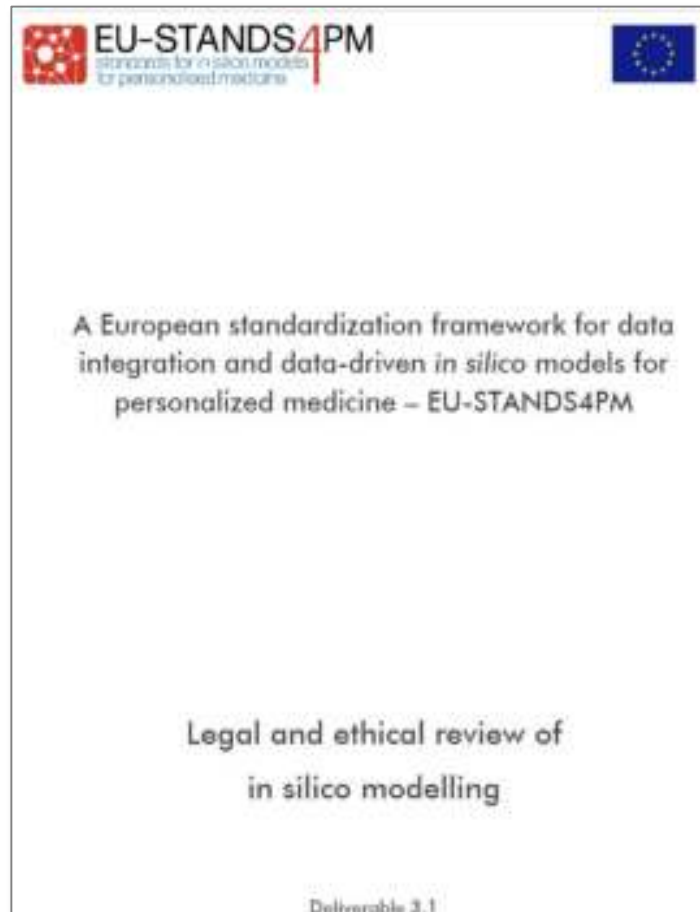 EU-STANDS4PM
standards for in silico models
for personalised medicine
A European standardization framework for data
integration and data-driven in silico models for
personalized medicine – EU-STANDS4PM
Legal and ethical review of
in silico modelling
Deliverable 3.1